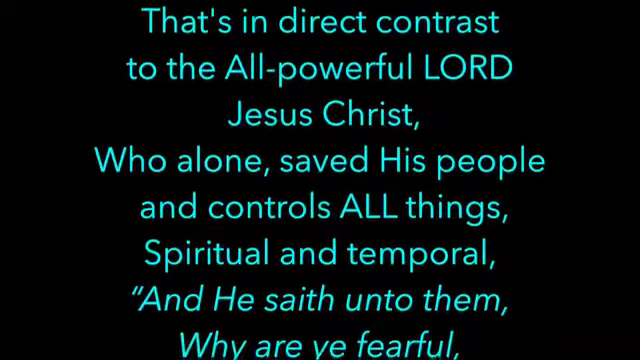 That's in direct contrast
to the All-powerful LORD
Jesus Christ,
Who alone, saved His people
and controls ALL things,
Spiritual and temporal,
“And He saith unto them,
Why are ye fearful,